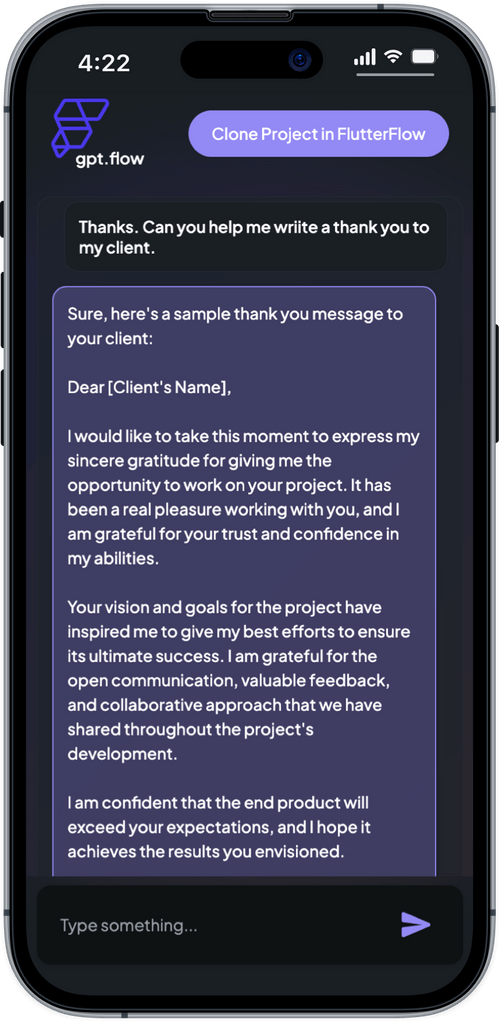 4:22
gpt.flow
Clone Project in FlutterFlow
Thanks. Can you help me wriite a thank you to
my client.
Sure, here's a sample thank you message to
your client:
Dear [Client's Name],
I would like to take this moment to express my
sincere gratitude for giving me the
opportunity to work on your project. It has
been a real pleasure working with you, and I
am grateful for your trust and confidence in
my abilities.
Your vision and goals for the project have
inspired me to give my best efforts to ensure
its ultimate success. I am grateful for the
open communication, valuable feedback,
and collaborative approach that we have
shared throughout the project's
development.
I am confident that the end product will
exceed your expectations, and I hope it
achieves the results you envisioned.
Type something...